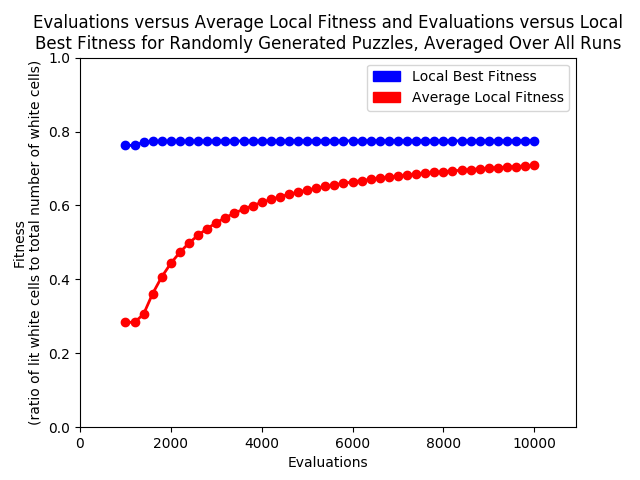 Evaluations versus Average Local Fitness and Evaluations versus Local
Best Fitness for Randomly Generated Puzzles, Averaged Over All Runs
Local Best Fitness
Average Local Fitness
Fitness
(ratio of lit white cells to total number of white cells)
1.0
0.8
0.6
0.4
0.2
0.0
0
2000
4000
6000
8000
10000
Evaluations